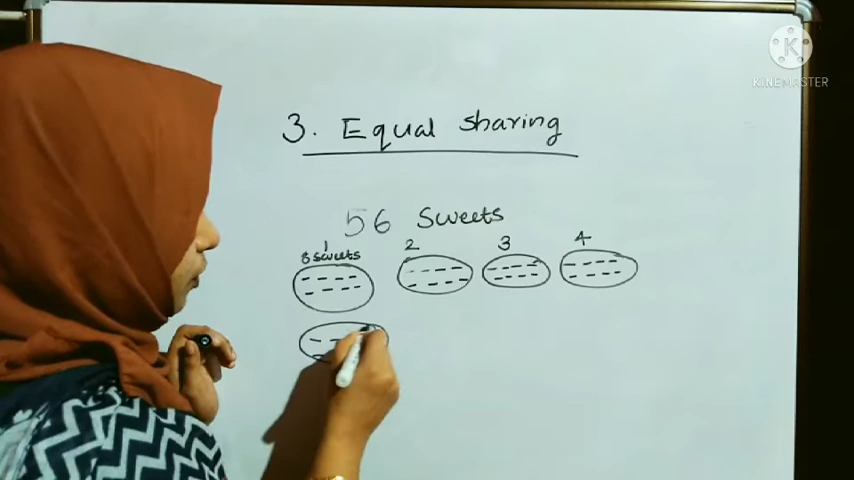 K
KINEMASTER
3. Equal sharing
56 Sweets
1 2 3 4
8 sweets